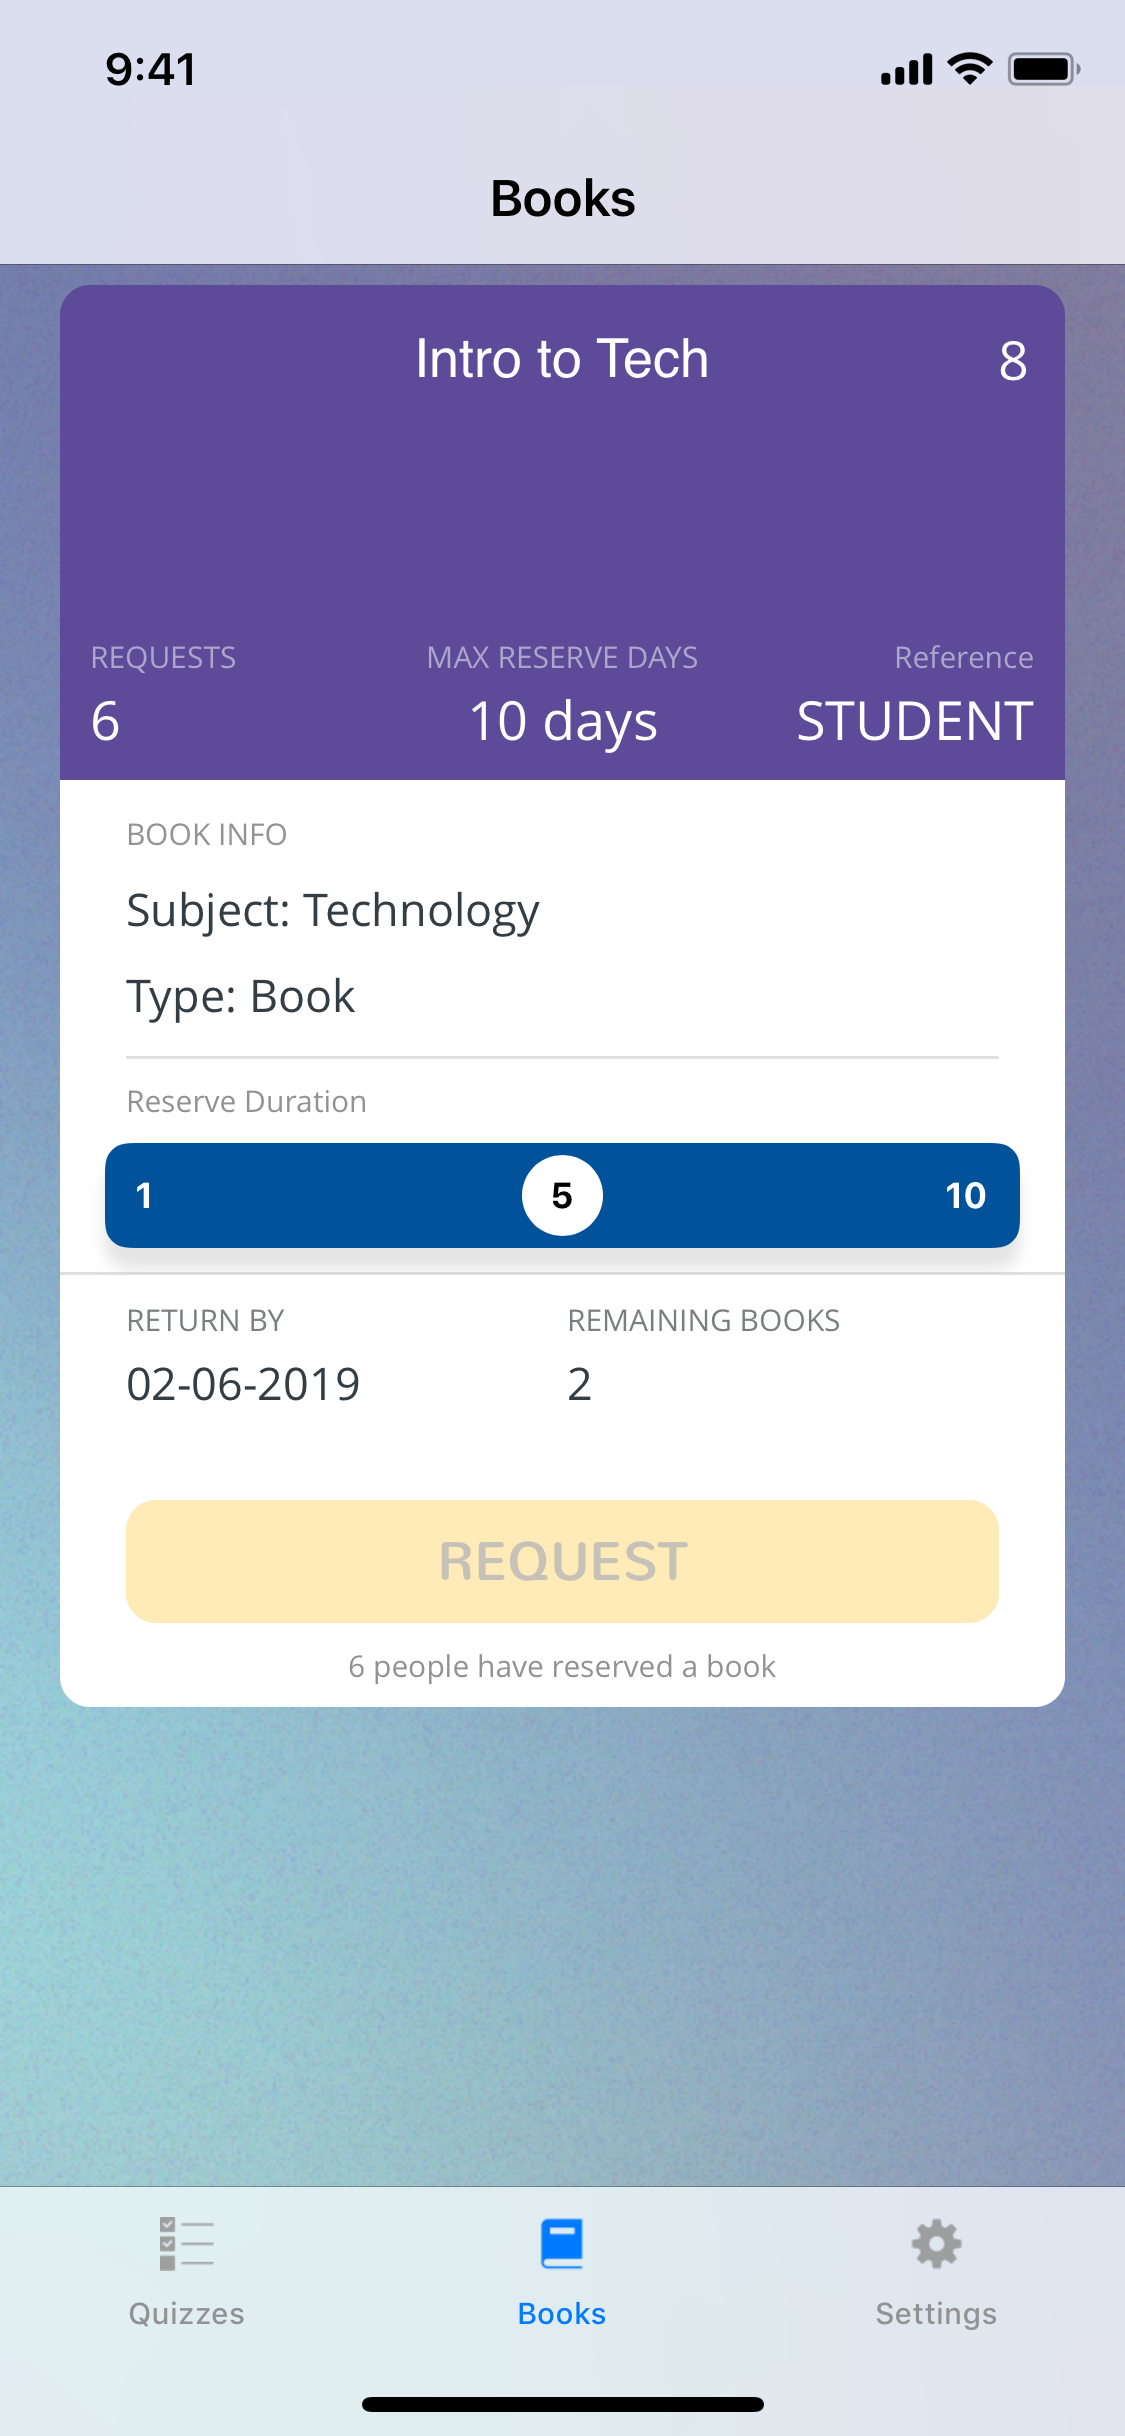 9:41
Books
Intro to Tech 8
REQUESTS MAX RESERVE DAYS Reference
6 10 days STUDENT
BOOK INFO
Subject: Technology
Type: Book
Reserve Duration
1 5 10
RETURN BY REMAINING BOOKS
02-06-2019 2
REQUEST
6 people have reserved a book
Quizzes Books Settings